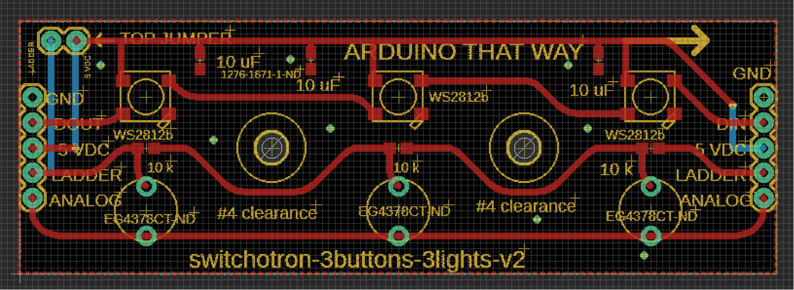 TOP JUMPER
LADDER
5 VDC
10 uF
1276-1871-1-ND
10 uF
ARDUINO THAT WAY
10 uF
GND
GND
WS2812b
DOUT
WS2812b
WS2812b
DIN
5 VDC
5 VDC
10 k
10 k
10 k
LADDER
LADDER
ANALOG
ANALOG
EG4378CT-ND
#4 clearance
EG4378CT-ND
#4 clearance
EG4378CT-ND
switchotron-3buttons-3lights-v2